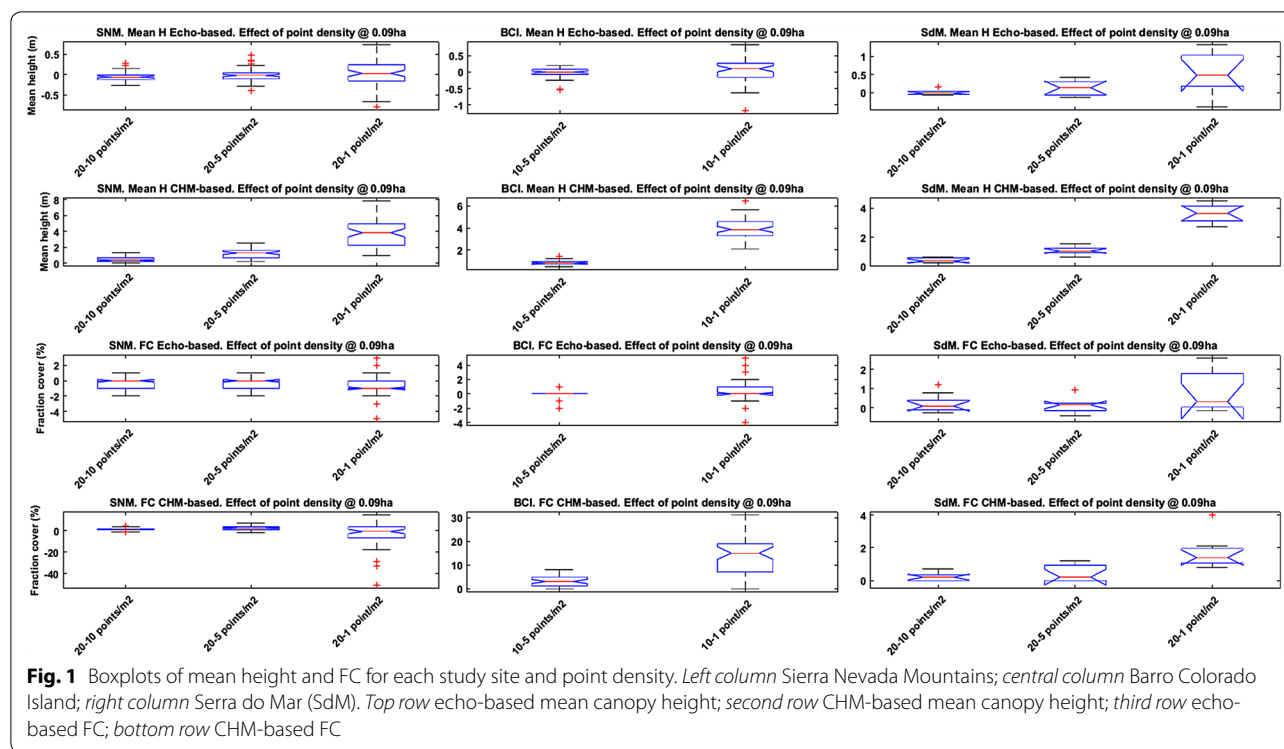 SNM. Mean H Echo-based. Effect of point density @ 0.09ha
Mean height (m)
0.5
0
-0.5
20-10 points/m2
20-5 points/m2
20-1 point/m2
BCI. Mean H Echo-based. Effect of point density @ 0.09ha
0.5
0
-0.5
-1
10-5 points/m2
10-1 point/m2
SdM. Mean H Echo-based. Effect of point density @ 0.09ha
1
0.5
0
20-10 points/m2
20-5 points/m2
20-1 point/m2
SNM. Mean H CHM-based. Effect of point density @ 0.09ha
Mean height (m)
8
6
4
2
0
20-10 points/m2
20-5 points/m2
20-1 point/m2
BCI. Mean H CHM-based. Effect of point density @ 0.09ha
6
4
2
10-5 points/m2
10-1 point/m2
SdM. Mean H CHM-based. Effect of point density @ 0.09ha
4
2
0
20-10 points/m2
20-5 points/m2
20-1 point/m2
SNM. FC Echo-based. Effect of point density @ 0.09ha
Fraction cover (%)
2
0
-2
-4
20-10 points/m2
20-5 points/m2
20-1 point/m2
BCI. FC Echo-based. Effect of point density @ 0.09ha
4
2
0
-2
-4
10-5 points/m2
10-1 point/m2
SdM. FC Echo-based. Effect of point density @ 0.09ha
2
1
0
20-10 points/m2
20-5 points/m2
20-1 point/m2
SNM. FC CHM-based. Effect of point density @ 0.09ha
Fraction cover (%)
0
-20
-40
20-10 points/m2
20-5 points/m2
20-1 point/m2
BCI. FC CHM-based. Effect of point density @ 0.09ha
30
20
10
0
10-5 points/m2
10-1 point/m2
SdM. FC CHM-based. Effect of point density @ 0.09ha
4
2
0
20-10 points/m2
20-5 points/m2
20-1 point/m2
Fig. 1 Boxplots of mean height and FC for each study site and point density. Left column Sierra Nevada Mountains; central column Barro Colorado
Island; right column Serra do Mar (SdM). Top row echo-based mean canopy height; second row CHM-based mean canopy height; third row echo-
based FC; bottom row CHM-based FC